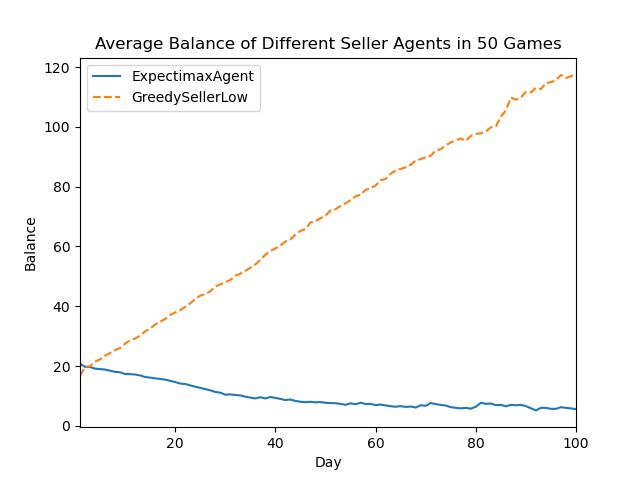 Average Balance of Different Seller Agents in 50 Games
ExpectimaxAgent
GreedySellerLow
Balance
120
100
80
60
40
20
0
20 40 60 80 100
Day